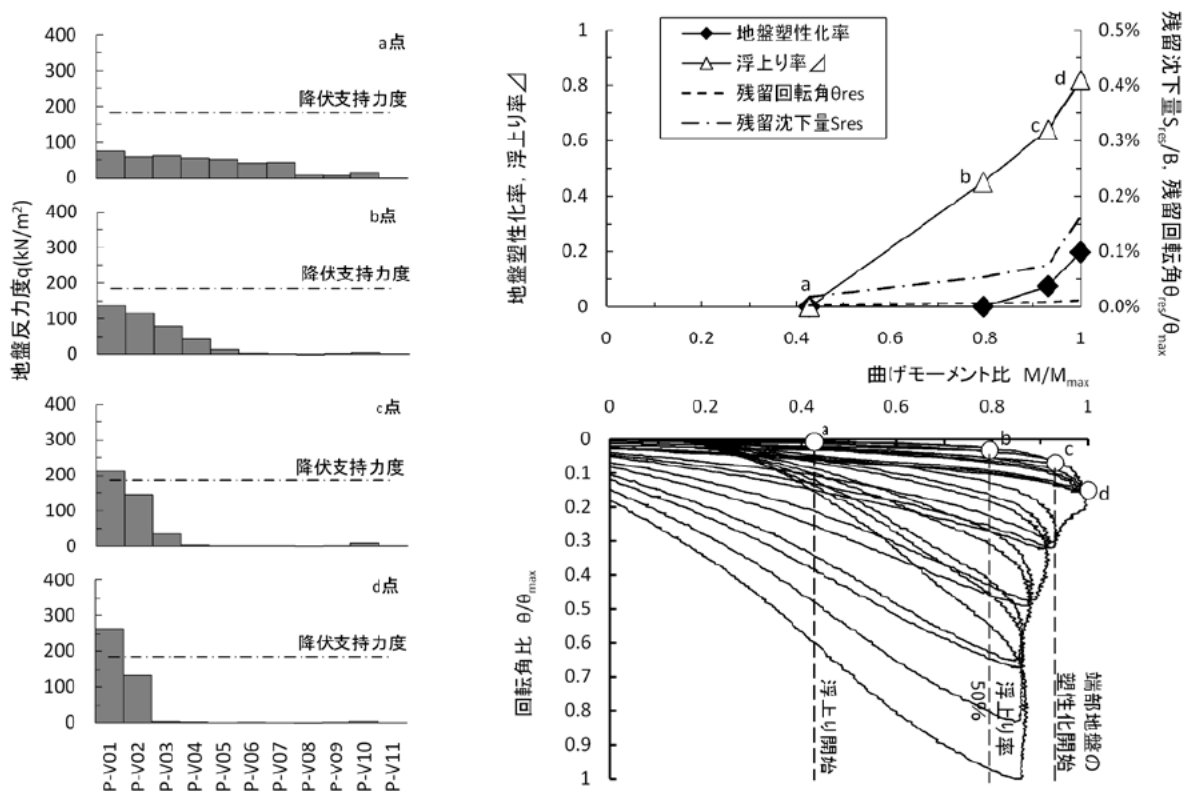 地盤反力度q(kN/m²)
400
300
200
100
0
a点
降伏支持力度
400
300
200
100
0
b点
降伏支持力度
400
300
200
100
0
c点
降伏支持力度
400
300
200
100
0
d点
降伏支持力度
P-V01
P-V02
P-V03
P-V04
P-V05
P-V06
P-V07
P-V08
P-V09
P-V10
P-V11
地盤塑性化率, 浮上り率⊿
1
0.8
0.6
0.4
0.2
0
地盤塑性化率
浮上り率⊿
残留回転角θres
残留沈下量Sres
a
b
c
d
0.5%
0.4%
0.3%
0.2%
0.1%
0.0%
残留沈下量Sres/B, 残留回転角θres/θmax
0
0.2
0.4
0.6
0.8
1
曲げモーメント比 M/Mmax
0
0.2
0.4
0.6
0.8
1
回転角比 θ/θmax
0
0.1
0.2
0.3
0.4
0.5
0.6
0.7
0.8
0.9
1
a
b
c
d
浮上り開始
浮上り率
50%
端部地盤の
塑性化開始